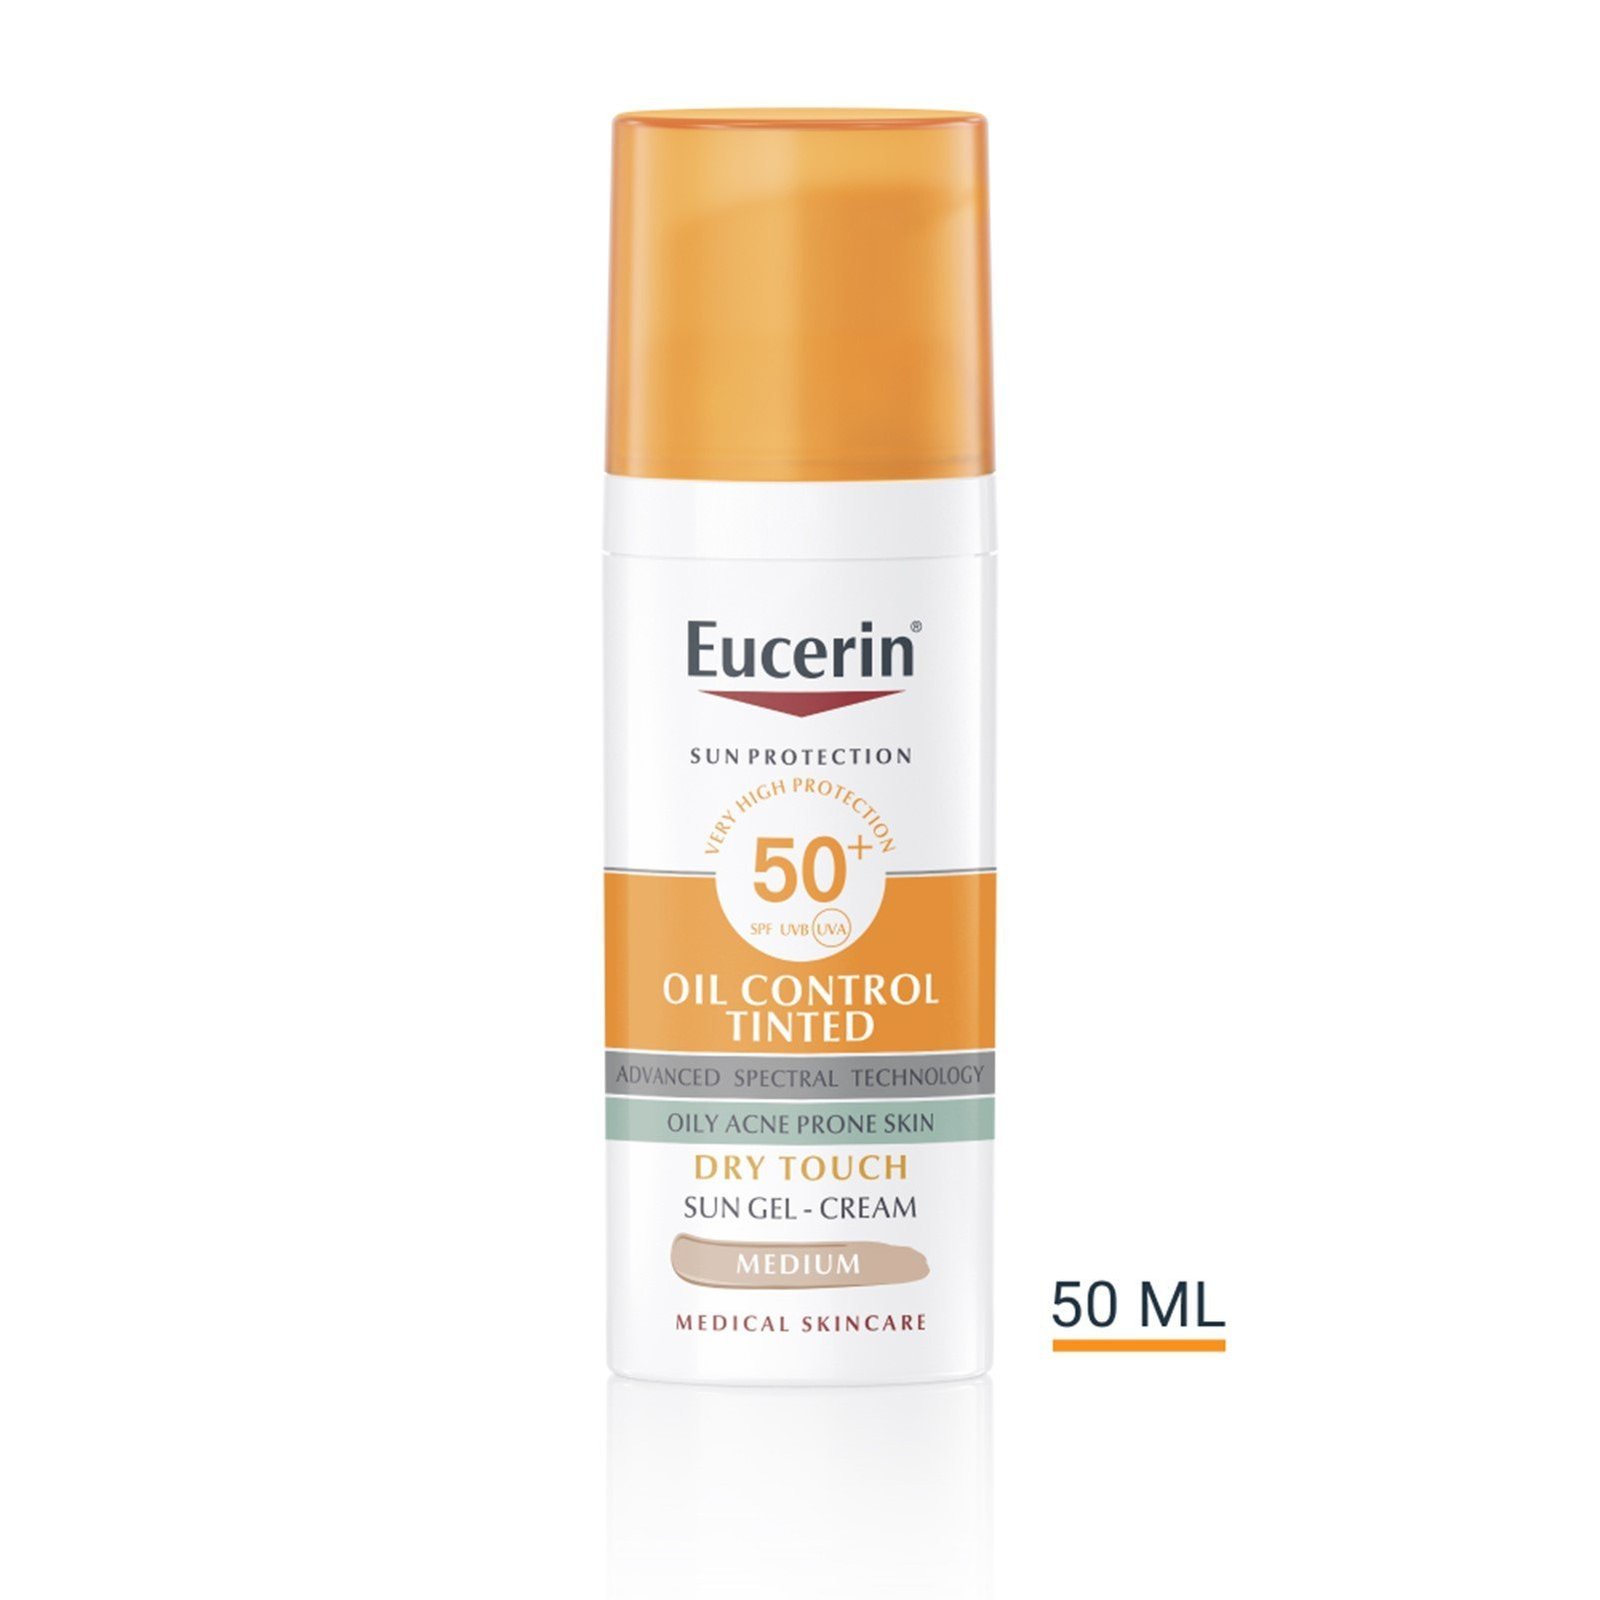 Eucerin®
SUN PROTECTION
VERY HIGH PROTECTION
50+
SPF UVB UVA
OIL CONTROL
TINTED
ADVANCED SPECTRAL TECHNOLOGY
OILY ACNE PRONE SKIN
DRY TOUCH
SUN GEL - CREAM
MEDIUM
MEDICAL SKINCARE
50 ML